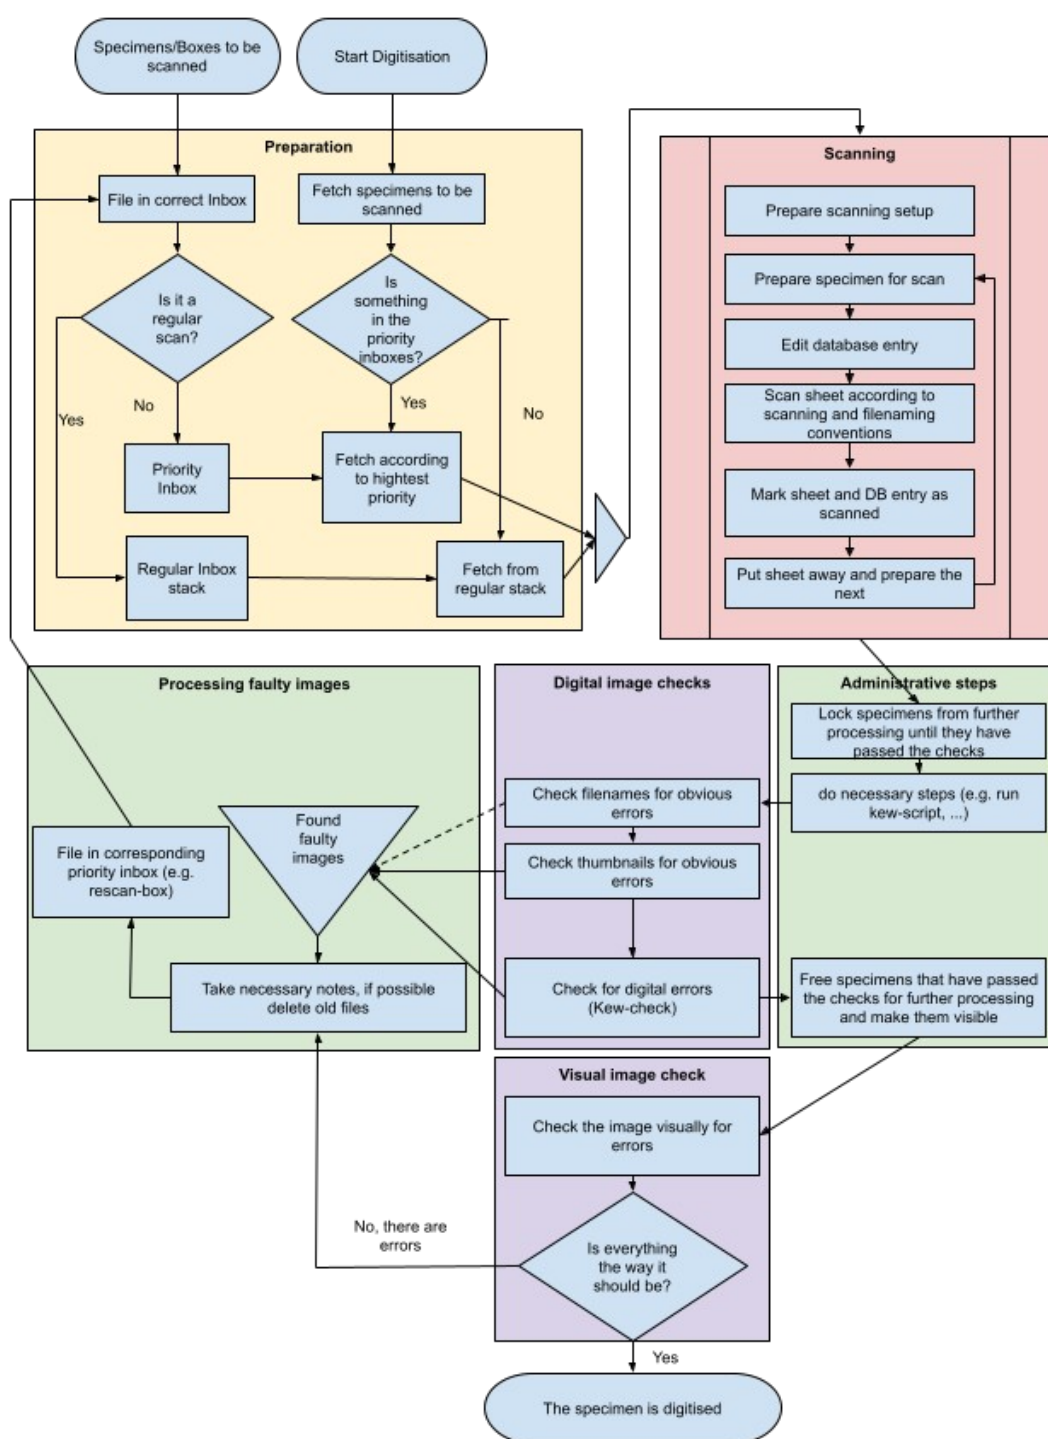 Specimens/Boxes to be
scanned
Start Digitisation
Preparation
File in correct Inbox
Fetch specimens to be
scanned
Is it a
regular
scan?
Is
something
in the
priority
inboxes?
Yes
No
Yes
No
Priority
Inbox
Fetch according
to highest
priority
Regular Inbox
stack
Fetch from
regular stack
Scanning
Prepare scanning setup
Prepare specimen for scan
Edit database entry
Scan sheet according to
scanning and filenaming
conventions
Mark sheet and DB entry as
scanned
Put sheet away and prepare the
next
Processing faulty images
Found
faulty
images
File in corresponding
priority inbox (e.g.
rescan-box)
Take necessary notes, if possible
delete old files
Digital image checks
Check filenames for obvious
errors
Check thumbnails for obvious
errors
Check for digital errors
(Kew-check)
Administrative steps
Lock specimens from further
processing until they have
passed the checks
do necessary steps (e.g. run
kew-script, ...)
Free specimens that have passed
the checks for further processing
and make them visible
Visual image check
Check the image visually for
errors
Is everything
the way it
should be?
No, there are
errors
Yes
The specimen is digitised